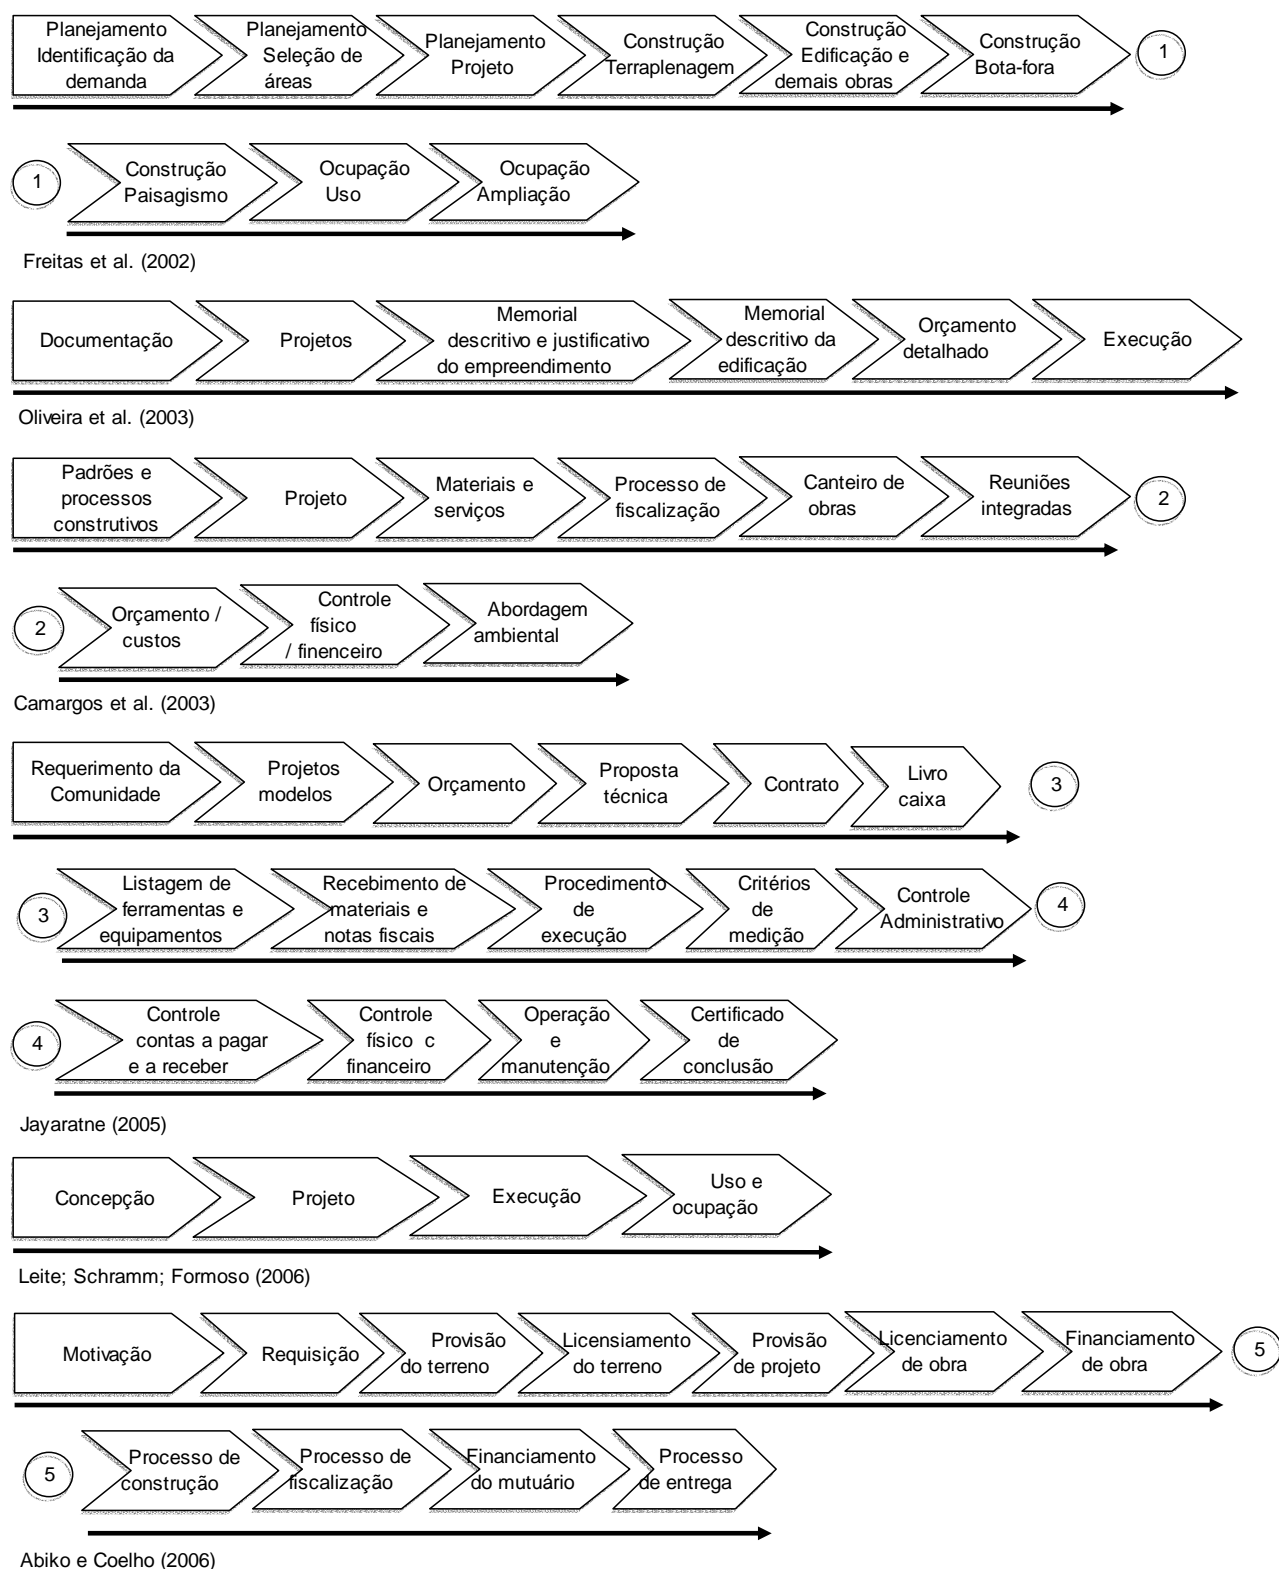 Planejamento
Identificação da
demanda
Planejamento
Seleção de
áreas
Planejamento
Projeto
Construção
Terraplenagem
Construção
Edificação e
demais obras
Construção
Bota-fora
1
1
Construção
Paisagismo
Ocupação
Uso
Ocupação
Ampliação
Freitas et al. (2002)
Documentação
Projetos
Memorial
descritivo e justificativo
do empreendimento
Memorial
descritivo da
edificação
Orçamento
detalhado
Execução
Oliveira et al. (2003)
Padrões e
processos
construtivos
Projeto
Materiais e
serviços
Processo de
fiscalização
Canteiro de
obras
Reuniões
integradas
2
2
Orçamento /
custos
Controle
físico
/ finenceiro
Abordagem
ambiental
Camargos et al. (2003)
Requerimento da
Comunidade
Projetos
modelos
Orçamento
Proposta
técnica
Contrato
Livro
caixa
3
3
Listagem de
ferramentas e
equipamentos
Recebimento de
materiais e
notas fiscais
Procedimento
de
execução
Critérios
de
medição
Controle
Administrativo
4
4
Controle
contas a pagar
e a receber
Controle
físico c
financeiro
Operação
e
manutenção
Certificado
de
conclusão
Jayaratne (2005)
Concepção
Projeto
Execução
Uso e
ocupação
Leite; Schramm; Formoso (2006)
Motivação
Requisição
Provisão
do terreno
Licensiamento
do terreno
Provisão
de projeto
Licenciamento
de obra
Financiamento
de obra
5
5
Processo de
construção
Processo de
fiscalização
Financiamento
do mutuário
Processo
de entrega
Abiko e Coelho (2006)